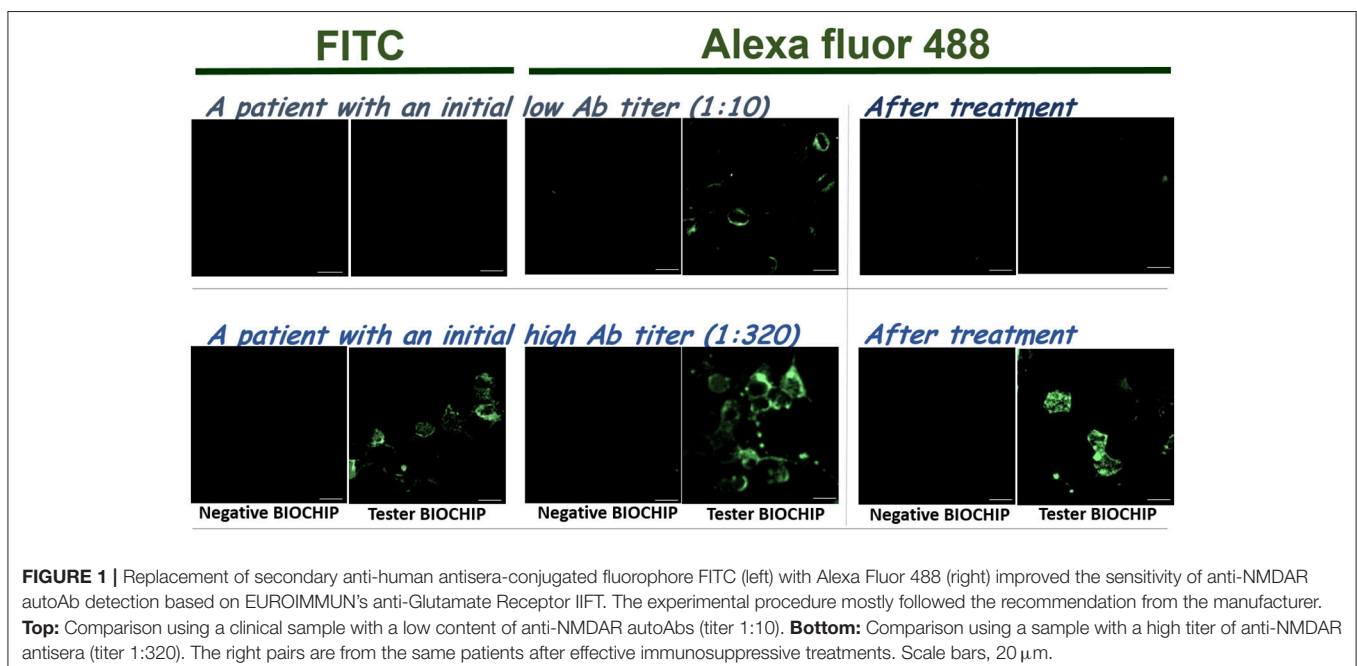 FITC
Alexa fluor 488
A patient with an initial low Ab titer (1:10)
After treatment
A patient with an initial high Ab titer (1:320)
After treatment
Negative BIOCHIP
Tester BIOCHIP
Negative BIOCHIP
Tester BIOCHIP
Negative BIOCHIP
Tester BIOCHIP
FIGURE 1 | Replacement of secondary anti-human antisera-conjugated fluorophore FITC (left) with Alexa Fluor 488 (right) improved the sensitivity of anti-NMDAR
autoAb detection based on EUROIMMUN's anti-Glutamate Receptor IIFT. The experimental procedure mostly followed the recommendation from the manufacturer.
Top: Comparison using a clinical sample with a low content of anti-NMDAR autoAbs (titer 1:10). Bottom: Comparison using a sample with a high titer of anti-NMDAR
antisera (titer 1:320). The right pairs are from the same patients after effective immunosuppressive treatments. Scale bars, 20 μm.